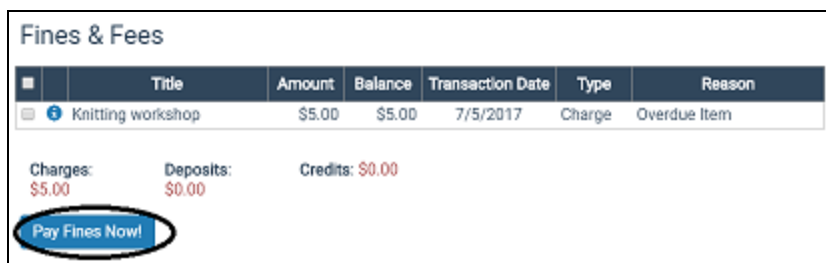 Fines & Fees
Title Amount Balance Transaction Date Type Reason
Knitting workshop $5.00 $5.00 7/5/2017 Charge Overdue Item
Charges: Deposits: Credits: $0.00
$5.00 $0.00
Pay Fines Now!